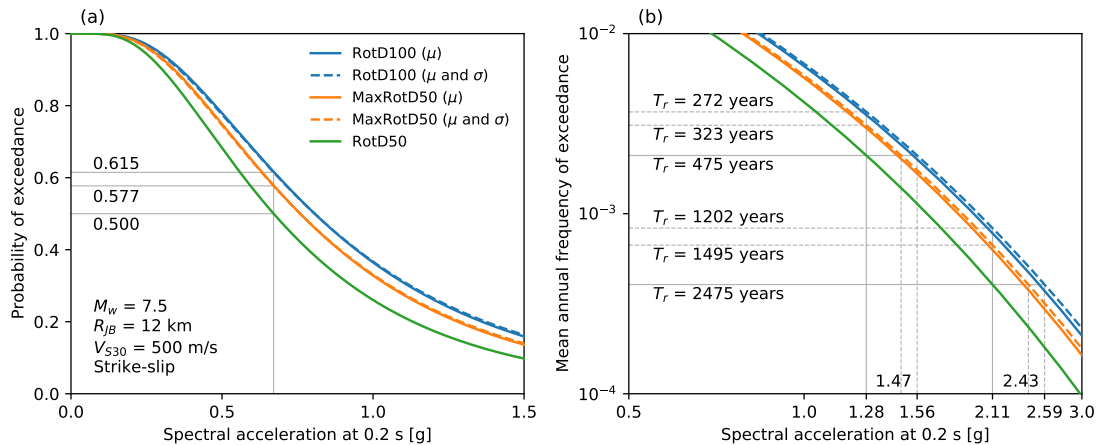 (a)
Probability of exceedance
1.0
0.8
0.6
0.4
0.2
0.0
0.615
0.577
0.500
RotD100 (μ)
RotD100 (μ and σ)
MaxRotD50 (μ)
MaxRotD50 (μ and σ)
RotD50
M_w = 7.5
R_JB = 12 km
V_S30 = 500 m/s
Strike-slip
0.0 0.5 1.0 1.5
Spectral acceleration at 0.2 s [g]
(b)
Mean annual frequency of exceedance
10⁻²
10⁻³
10⁻⁴
T_r = 272 years
T_r = 323 years
T_r = 475 years
T_r = 1202 years
T_r = 1495 years
T_r = 2475 years
1.47 2.43
0.5 1.0 1.28 1.56 2.11 2.59 3.0
Spectral acceleration at 0.2 s [g]